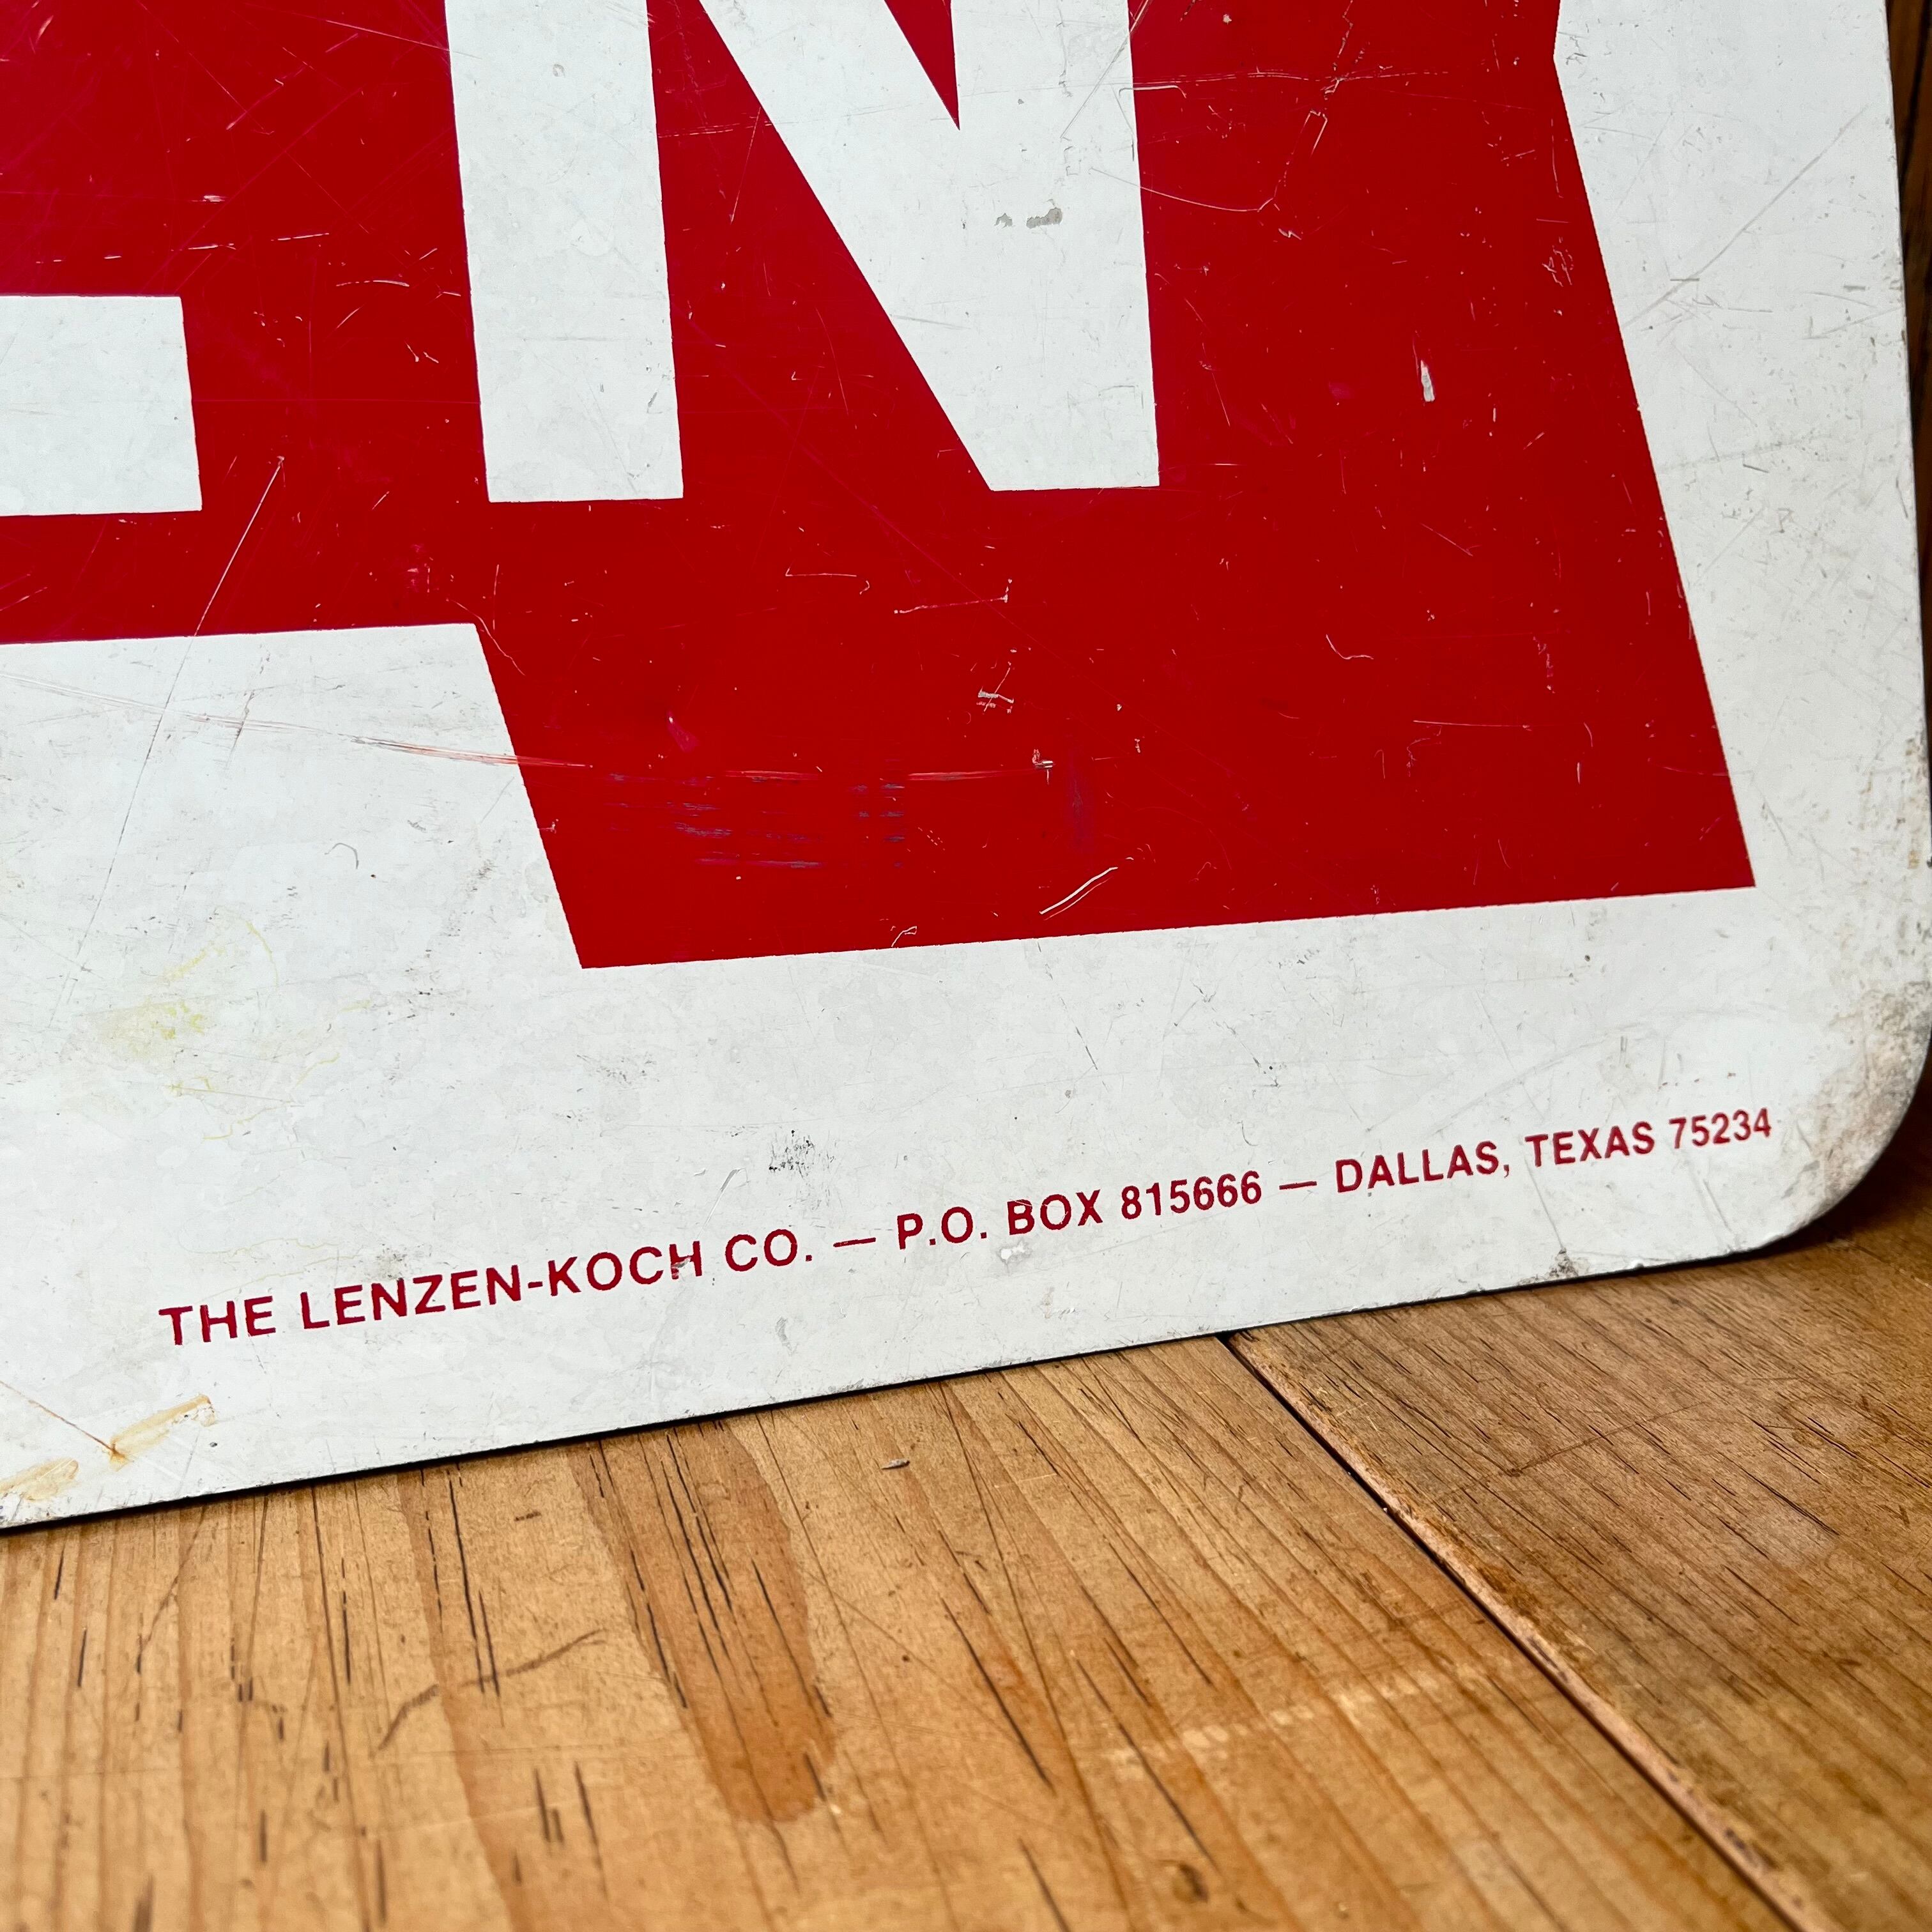 N
THE LENZEN-KOCH CO. — P.O. BOX 815666 — DALLAS, TEXAS 75234